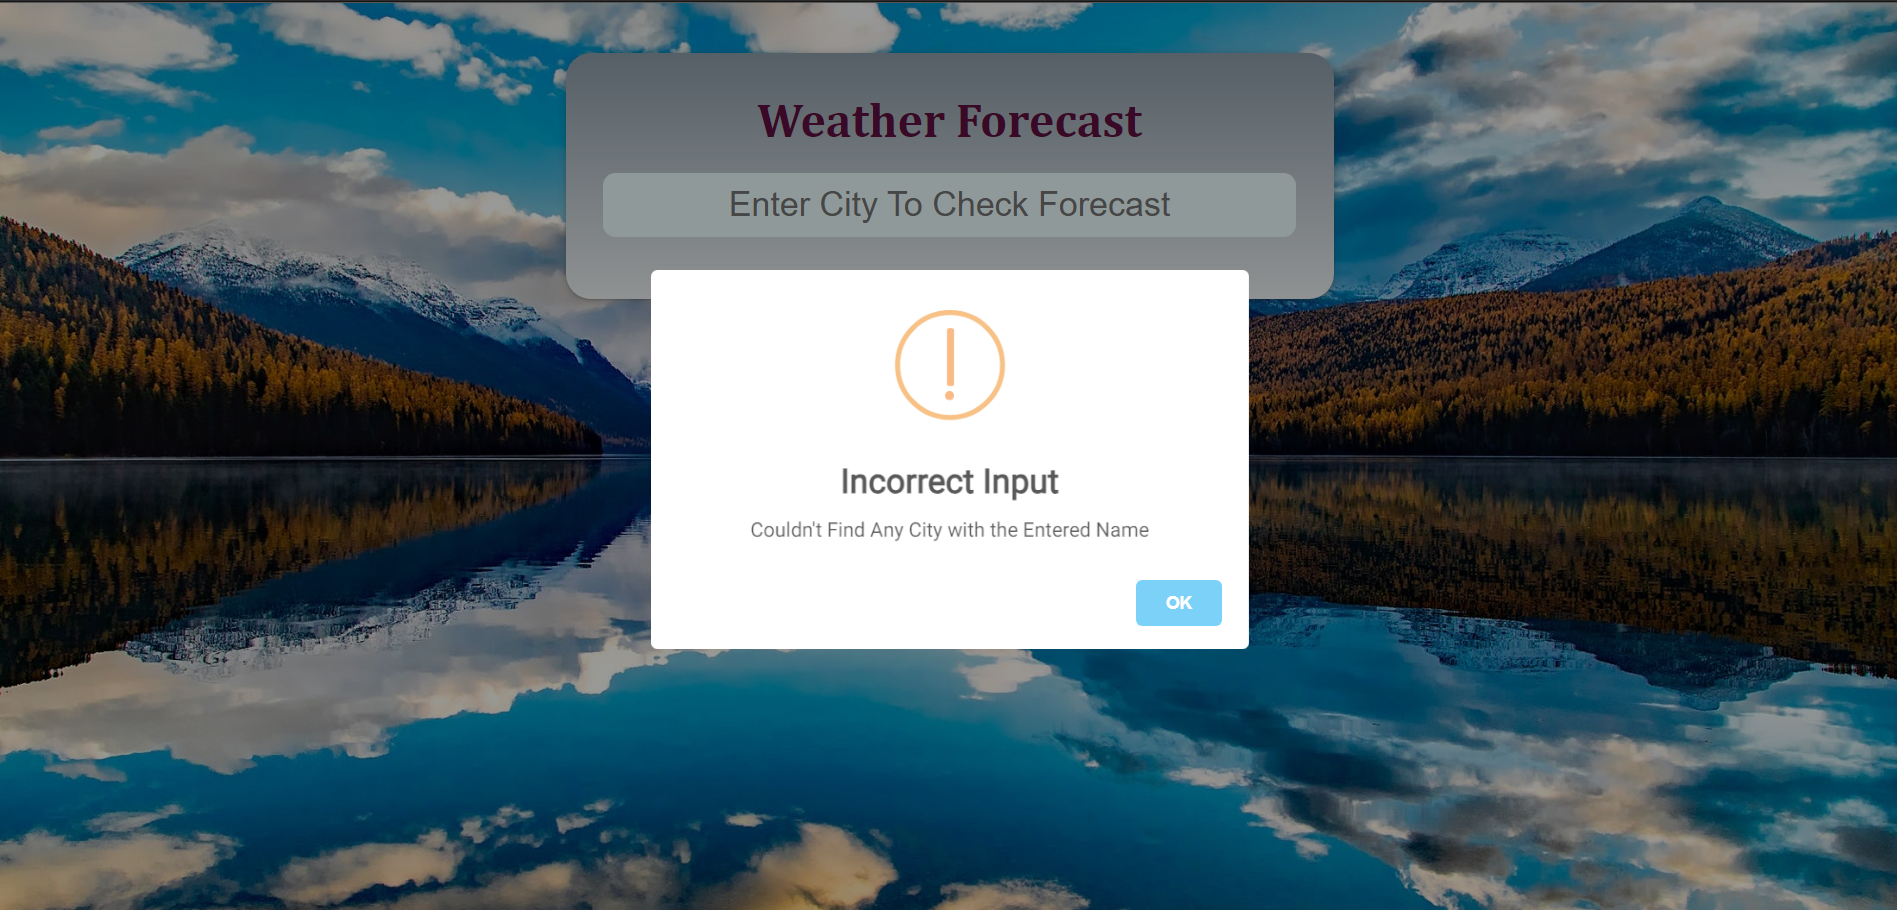 Weather Forecast
Enter City To Check Forecast
Incorrect Input
Couldn't Find Any City with the Entered Name
OK